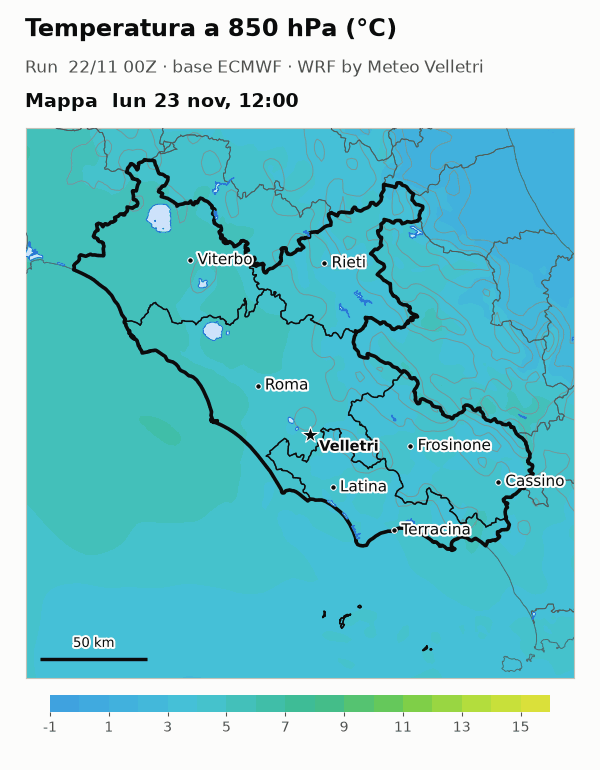 Temperatura a 850 hPa (°C)
Run  22/11 00Z · base ECMWF · WRF by Meteo Velletri
Mappa  lun 23 nov, 12:00
Viterbo
Rieti
Roma
Velletri
Frosinone
Cassino
Latina
Terracina
50 km
-1 1 3 5 7 9 11 13 15